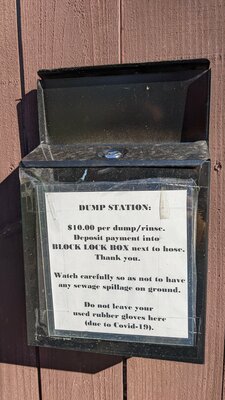 DUMP STATION:
$10.00 per dump/rinse.
Deposit payment into
BLOCK LOCK BOX next to hose.
Thank you.
Watch carefully so as not to have
any sewage spillage on ground.
Do not leave your
used rubber gloves here
(due to Covid-19).